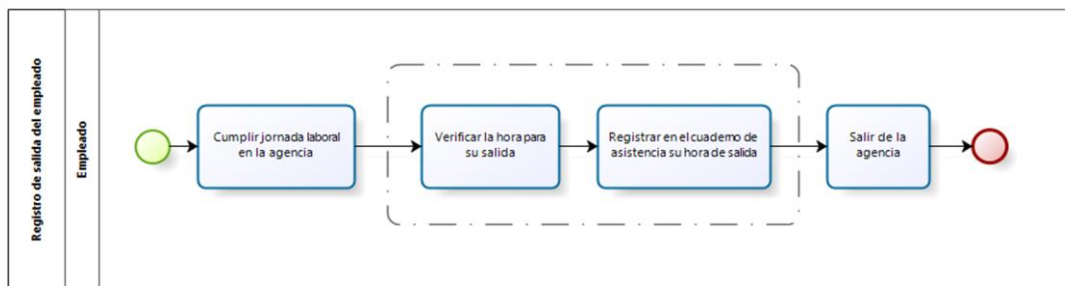 Registro de salida del empleado
Empleado
Cumplir jornada laboral
en la agencia
Verificar la hora para
su salida
Registrar en el cuaderno de
asistencia su hora de salida
Salir de la
agencia